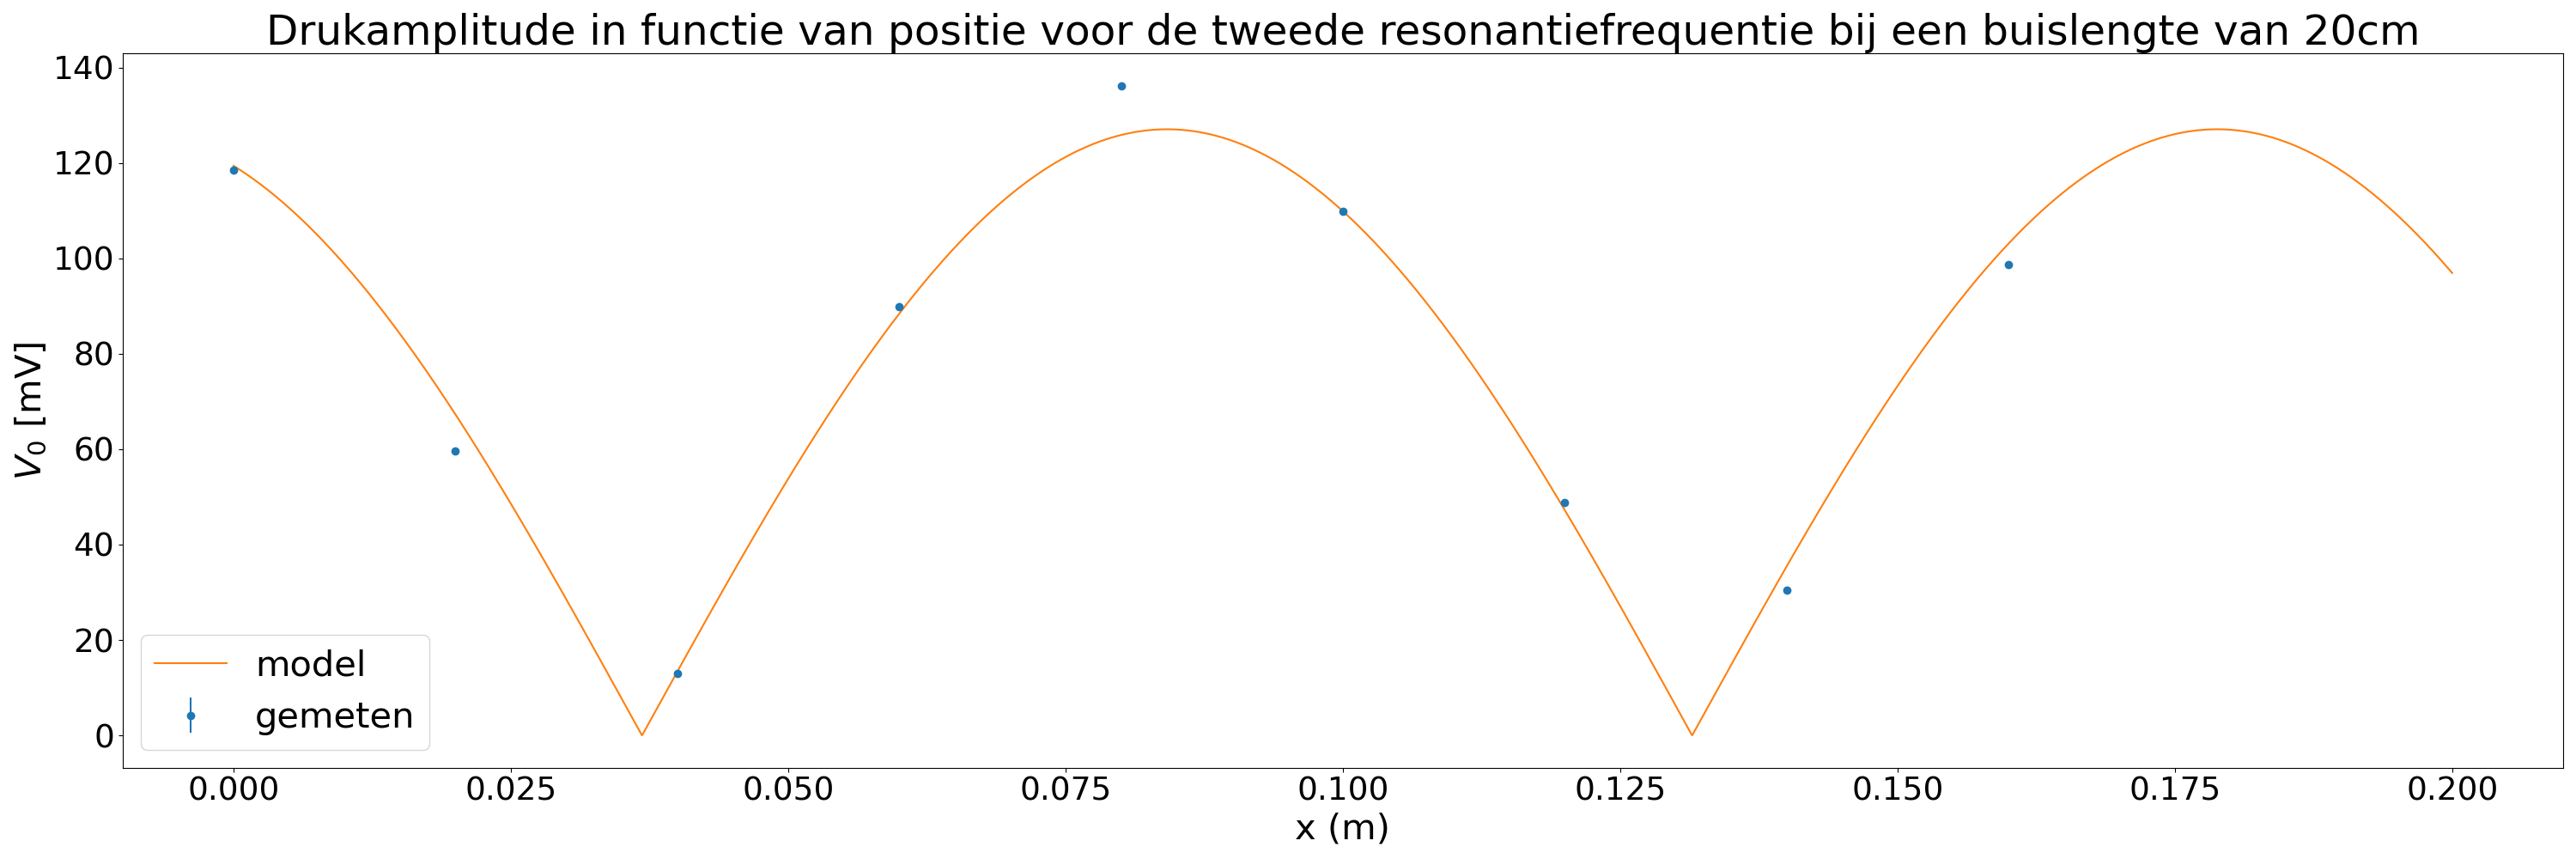 Drukamplitude in functie van positie voor de tweede resonantiefrequentie bij een buislengte van 20cm
140
120
100
80
60
40
20
0
V₀ [mV]
model
gemeten
0.000 0.025 0.050 0.075 0.100 0.125 0.150 0.175 0.200
x (m)